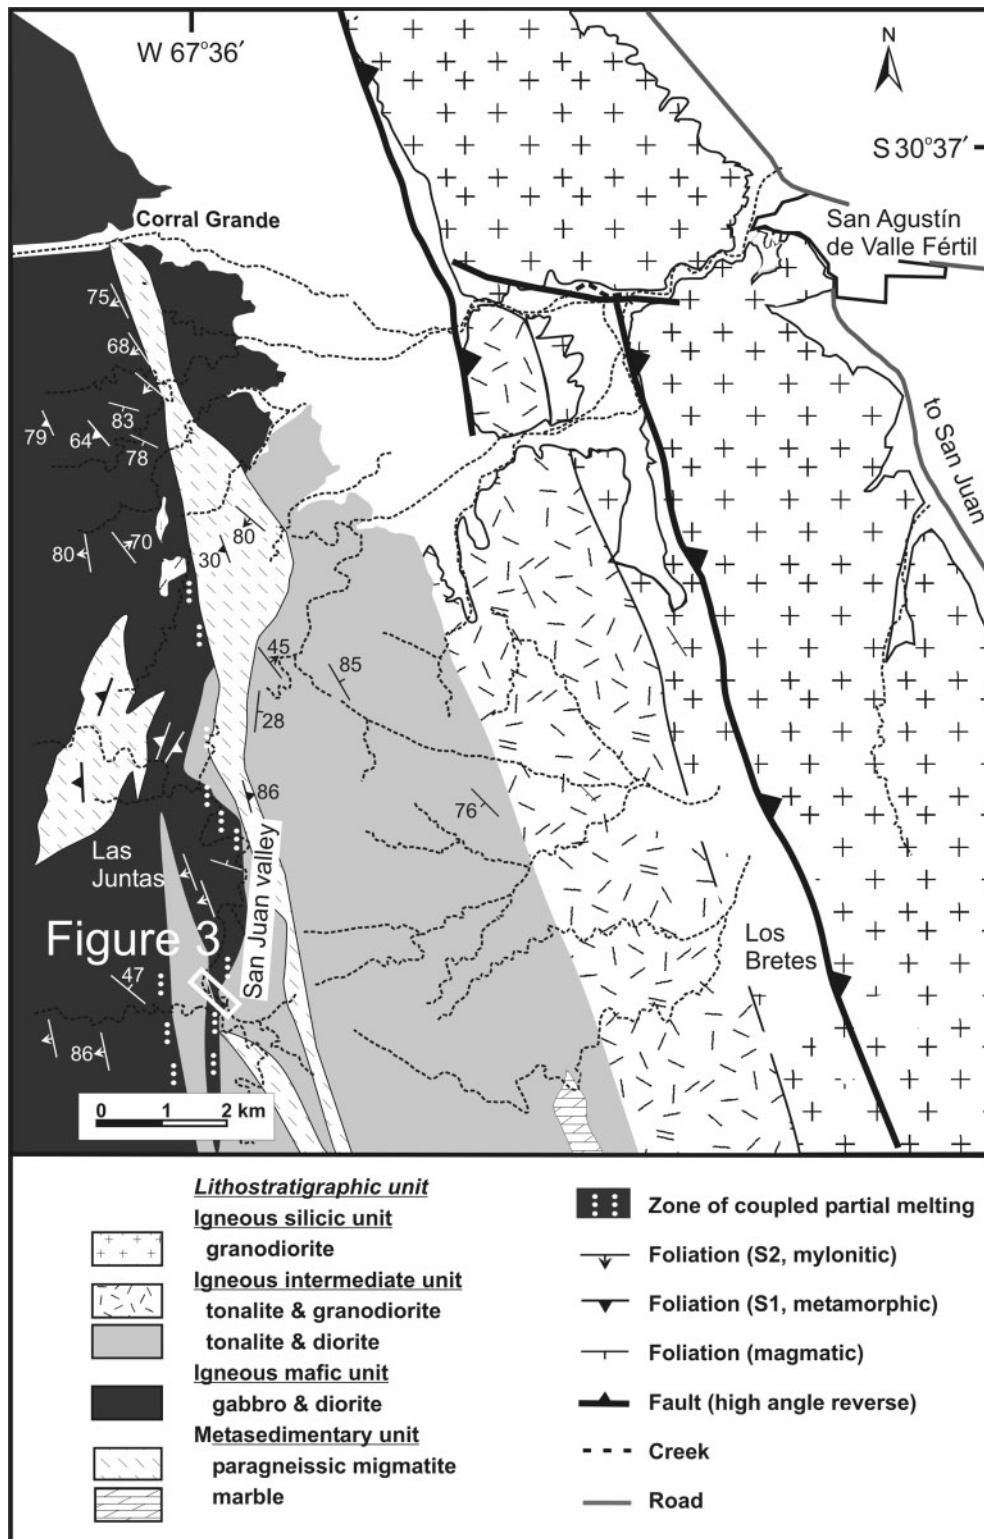 W 67°36′
N
S 30°37′
Corral Grande
San Agustín
de Valle Fértil
75
68
83
79
64
78
to San Juan
80
80
70
30
45
85
28
86
76
Las
Juntas
San Juan valley
Figure 3
Los
Bretes
47
86
0 1 2 km
Lithostratigraphic unit
Igneous silicic unit
granodiorite
Igneous intermediate unit
tonalite & granodiorite
tonalite & diorite
Igneous mafic unit
gabbro & diorite
Metasedimentary unit
paragneissic migmatite
marble
Zone of coupled partial melting
Foliation (S2, mylonitic)
Foliation (S1, metamorphic)
Foliation (magmatic)
Fault (high angle reverse)
Creek
Road